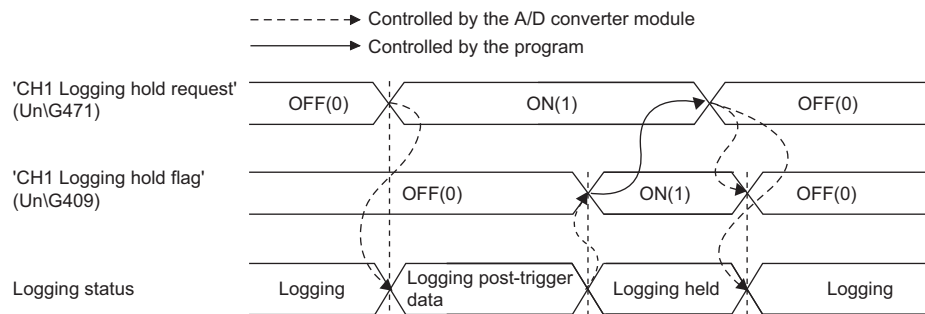 Controlled by the A/D converter module
Controlled by the program
'CH1 Logging hold request'
(Un\G471)
OFF(0)
ON(1)
OFF(0)
'CH1 Logging hold flag'
(Un\G409)
OFF(0)
ON(1)
OFF(0)
Logging status
Logging
Logging post-trigger
data
Logging held
Logging